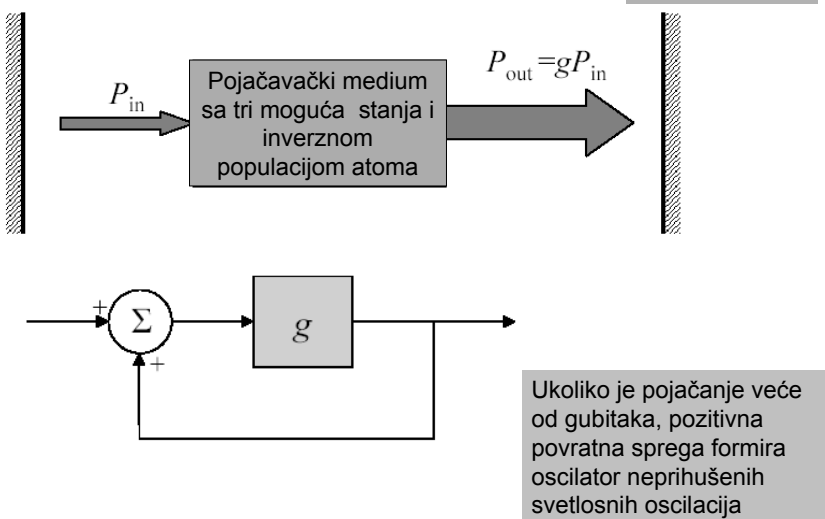 P_in
Pojačavački medium
sa tri moguća stanja i
inverznom
populacijom atoma
P_out=gP_in
+
Σ
+
g
Ukoliko je pojačanje veće
od gubitaka, pozitivna
povratna sprega formira
oscilator neprihušenih
svetlosnih oscilacija